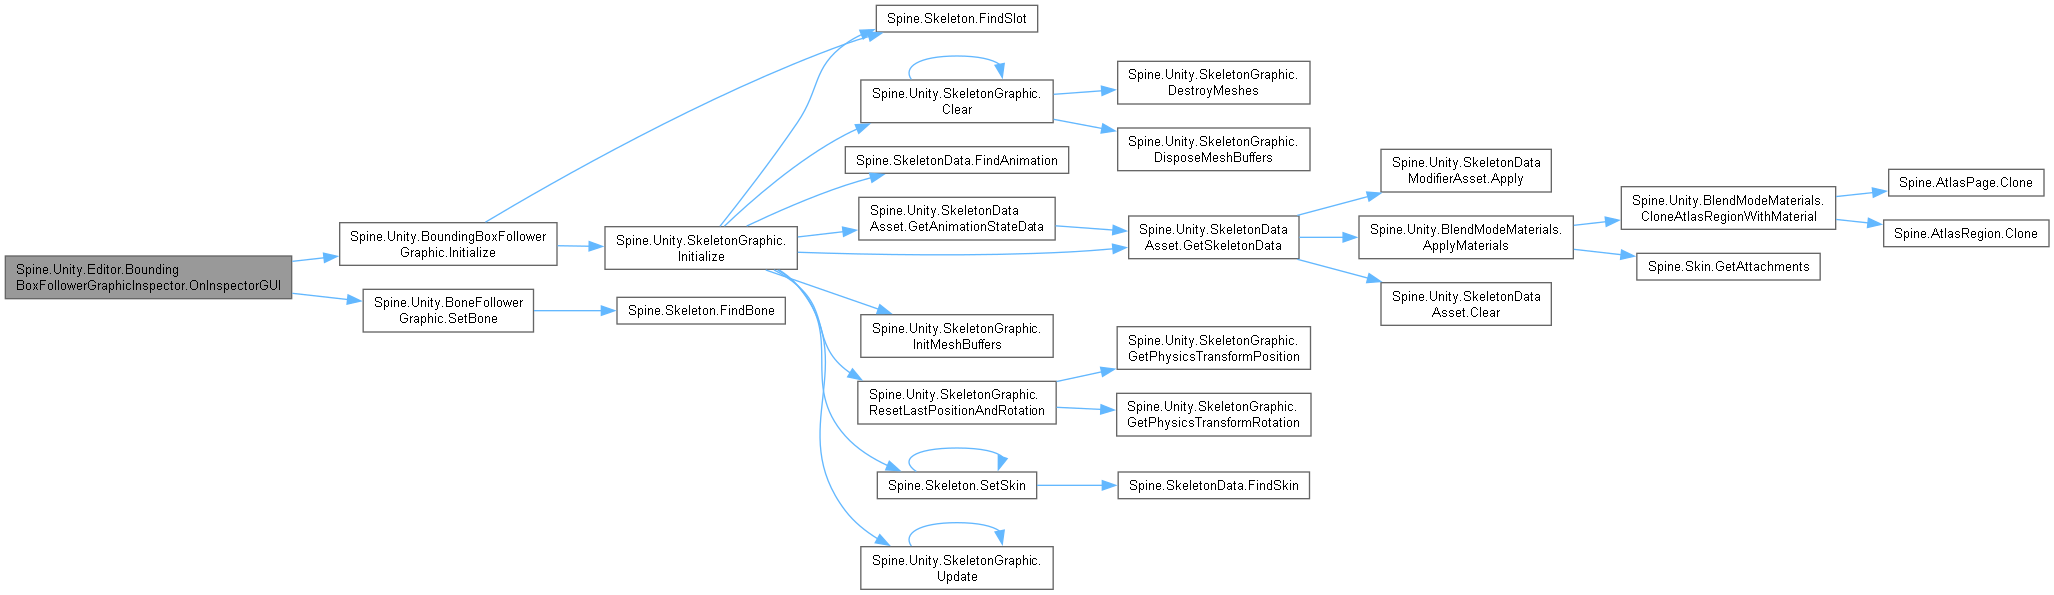 Spine.Unity.Editor.Bounding
BoxFollowerGraphicInspector.OnInspectorGUI
Spine.Unity.BoundingBoxFollower
Graphic.Initialize
Spine.Unity.BoneFollower
Graphic.SetBone
Spine.Unity.SkeletonGraphic.
Initialize
Spine.Skeleton.FindBone
Spine.Skeleton.FindSlot
Spine.Unity.SkeletonGraphic.
Clear
Spine.SkeletonData.FindAnimation
Spine.Unity.SkeletonData
Asset.GetAnimationStateData
Spine.Unity.SkeletonGraphic.
InitMeshBuffers
Spine.Unity.SkeletonGraphic.
ResetLastPositionAndRotation
Spine.Skeleton.SetSkin
Spine.Unity.SkeletonGraphic.
Update
Spine.Unity.SkeletonGraphic.
DestroyMeshes
Spine.Unity.SkeletonGraphic.
DisposeMeshBuffers
Spine.Unity.SkeletonData
Asset.GetSkeletonData
Spine.Unity.SkeletonGraphic.
GetPhysicsTransformPosition
Spine.Unity.SkeletonGraphic.
GetPhysicsTransformRotation
Spine.SkeletonData.FindSkin
Spine.Unity.SkeletonData
ModifierAsset.Apply
Spine.Unity.BlendModeMaterials.
ApplyMaterials
Spine.Unity.SkeletonData
Asset.Clear
Spine.Unity.BlendModeMaterials.
CloneAtlasRegionWithMaterial
Spine.Skin.GetAttachments
Spine.AtlasPage.Clone
Spine.AtlasRegion.Clone